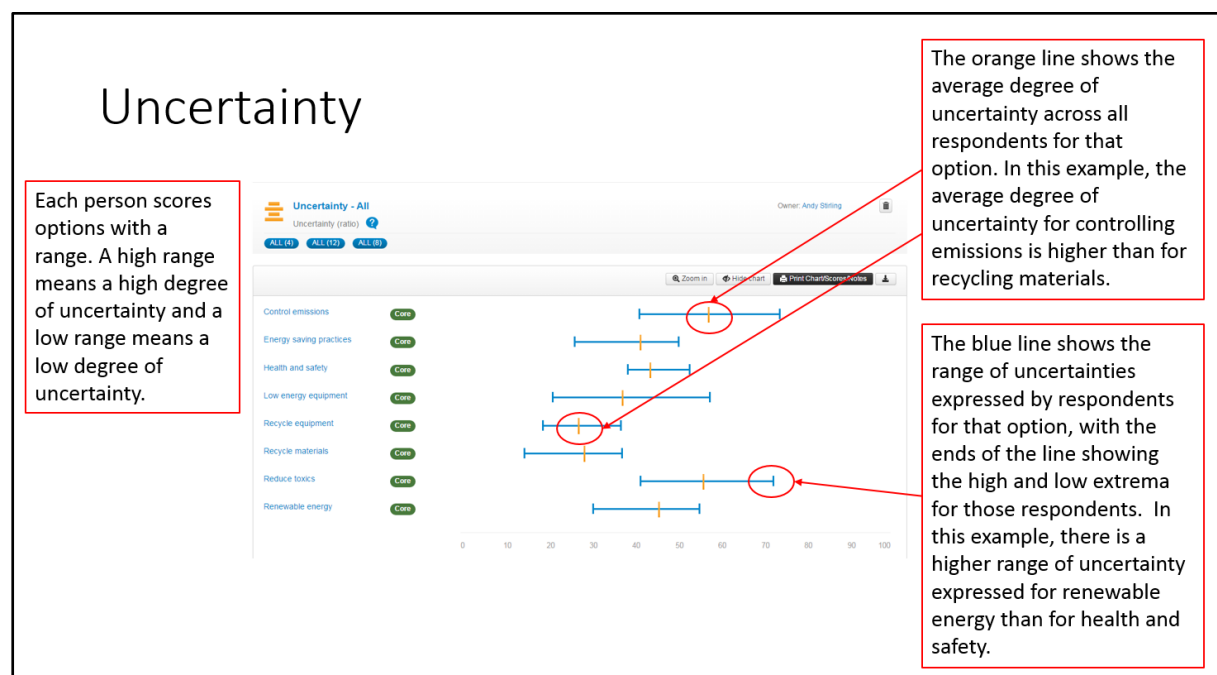 Uncertainty
Each person scores
options with a
range. A high range
means a high degree
of uncertainty and a
low range means a
low degree of
uncertainty.
Uncertainty - All
Uncertainty (ratio) ?
Owner: Andy Stirling
ALL (4) ALL (12) ALL (8)
Zoom in Hide chart Print Chart/Scores/Notes
Control emissions Core
Energy saving practices Core
Health and safety Core
Low energy equipment Core
Recycle equipment Core
Recycle materials Core
Reduce toxics Core
Renewable energy Core
0 10 20 30 40 50 60 70 80 90 100
The orange line shows the
average degree of
uncertainty across all
respondents for that
option. In this example, the
average degree of
uncertainty for controlling
emissions is higher than for
recycling materials.
The blue line shows the
range of uncertainties
expressed by respondents
for that option, with the
ends of the line showing
the high and low extrema
for those respondents.  In
this example, there is a
higher range of uncertainty
expressed for renewable
energy than for health and
safety.